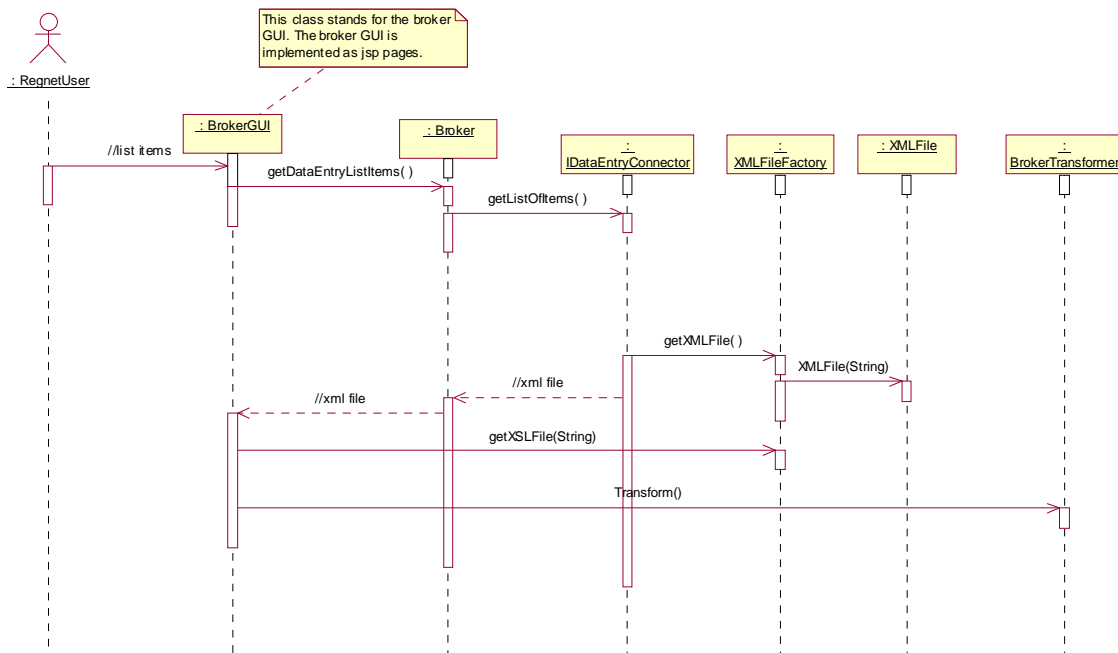 This class stands for the broker
GUI. The broker GUI is
implemented as jsp pages.
: RegnetUser
: BrokerGUI
: Broker
:
IDataEntryConnector
:
XMLFileFactory
: XMLFile
:
BrokerTransformer
//list items
getDataEntryListItems( )
getListOfItems( )
getXMLFile( )
XMLFile(String)
//xml file
//xml file
getXSLFile(String)
Transform()